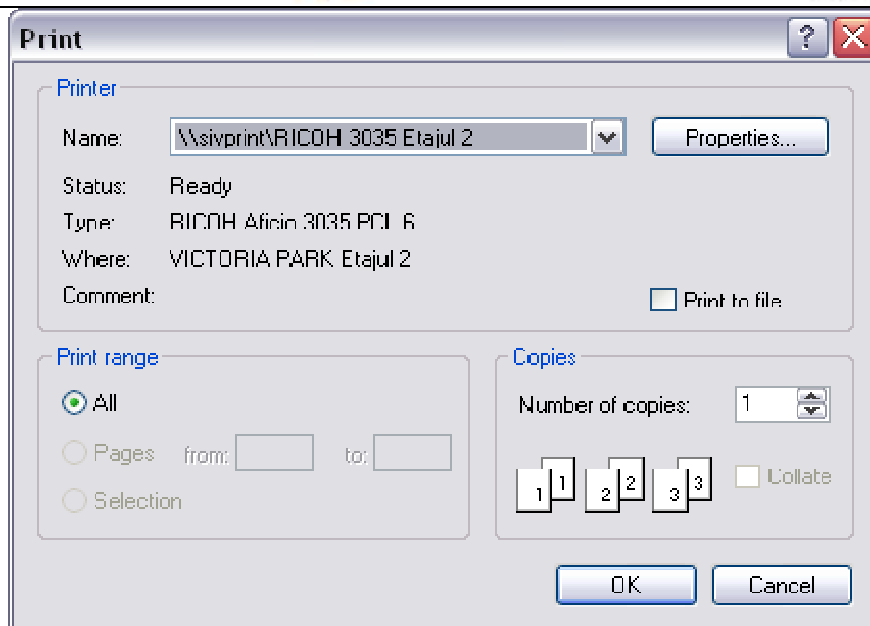 Print
Printer
Name: \\sivprint\RICOH 3035 Etajul 2 Properties...
Status: Ready
Type: RICOH Aficio 3035 PCL 6
Where: VICTORIA PARK Etajul 2
Comment: Print to file
Print range
All
Pages from: to:
Selection
Copies
Number of copies: 1
1 1 2 2 3 3 Collate
OK Cancel